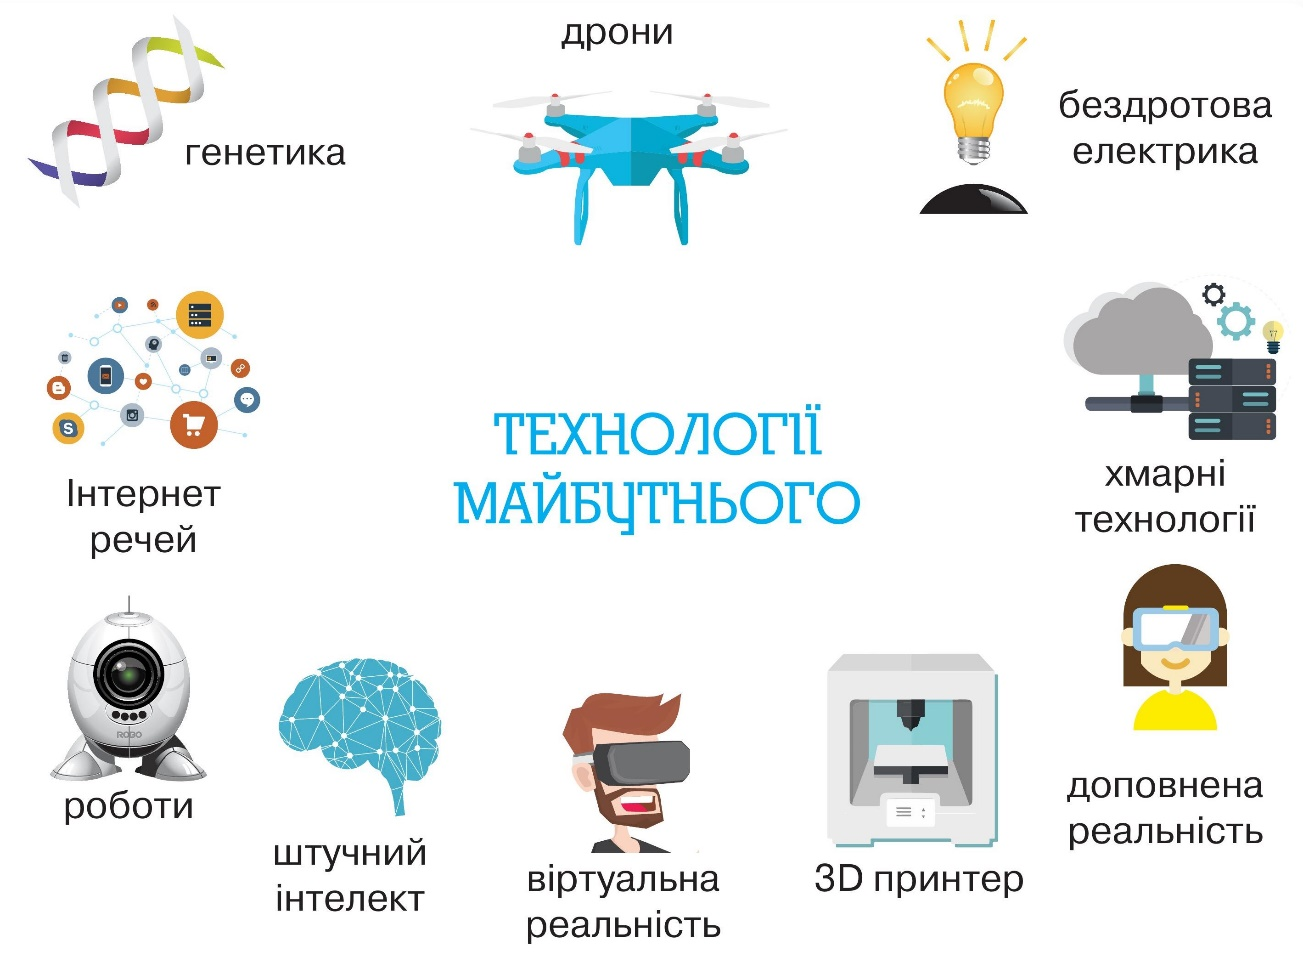 дрони
генетика
бездротова
електрика
Інтернет
речей
ТЕХНОЛОГІЇ
МАЙБУТНЬОГО
хмарні
технології
ROBO
роботи
штучний
інтелект
віртуальна
реальність
3D принтер
доповнена
реальність